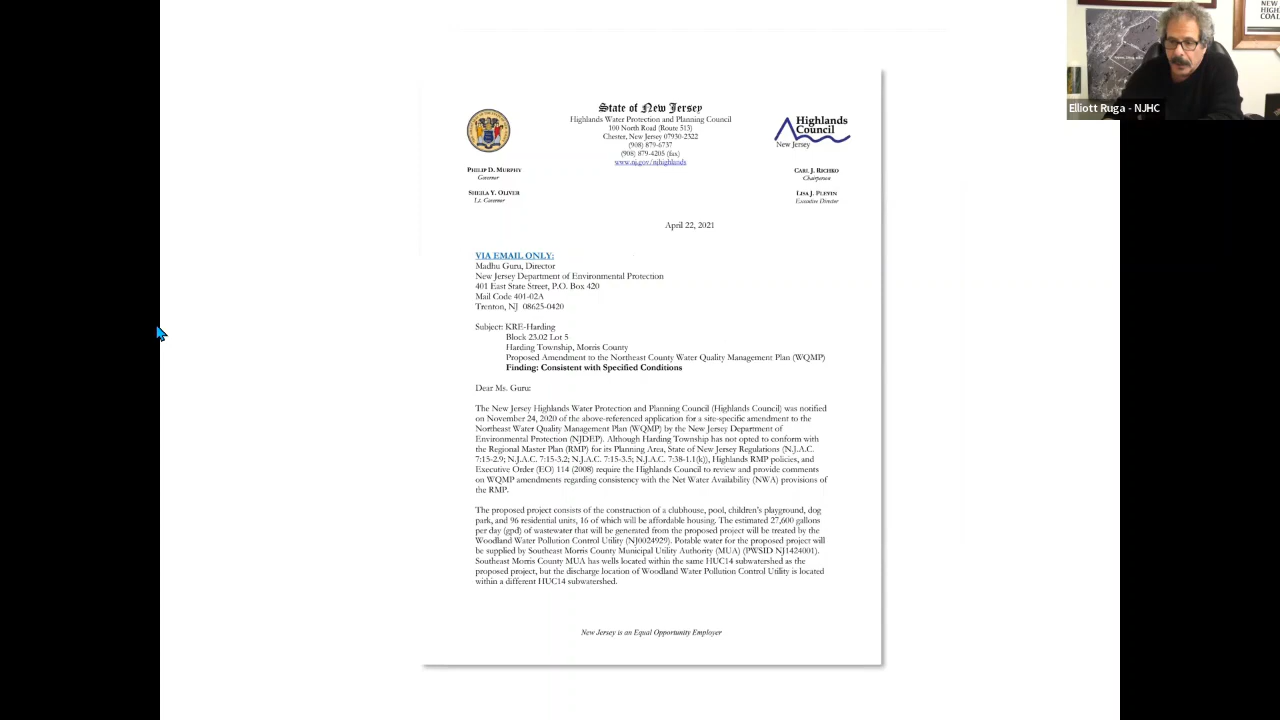 State of New Jersey
Highlands Water Protection and Planning Council
100 North Road (Route 513)
Chester, New Jersey 07930-2322
(908) 879-6737
(908) 879-4205 (fax)
www.nj.gov/njhighlands
Highlands
Council
New Jersey
PHILIP D. MURPHY
Governor
SHEILA Y. OLIVER
Lt. Governor
CARL J. RICHKO
Chairperson
LISA J. PLEVIN
Executive Director
April 22, 2021
VIA EMAIL ONLY:
Madhu Guru, Director
New Jersey Department of Environmental Protection
401 East State Street, P.O. Box 420
Mail Code 401-02A
Trenton, NJ 08625-0420
Subject: KRE-Harding
Block 23.02 Lot 5
Harding Township, Morris County
Proposed Amendment to the Northeast County Water Quality Management Plan (WQMP)
Finding: Consistent with Specified Conditions
Dear Ms. Guru:
The New Jersey Highlands Water Protection and Planning Council (Highlands Council) was notified
on November 24, 2020 of the above-referenced application for a site-specific amendment to the
Northeast Water Quality Management Plan (WQMP) by the New Jersey Department of
Environmental Protection (NJDEP). Although Harding Township has not opted to conform with
the Regional Master Plan (RMP) for its Planning Area, State of New Jersey Regulations (N.J.A.C.
7:15-2.9; N.J.A.C. 7:15-3.2; N.J.A.C. 7:15-3.5; N.J.A.C. 7:38-1.1(k)), Highlands RMP policies, and
Executive Order (EO) 114 (2008) require the Highlands Council to review and provide comments
on WQMP amendments regarding consistency with the Net Water Availability (NWA) provisions of
the RMP.
The proposed project consists of the construction of a clubhouse, pool, children's playground, dog
park, and 96 residential units, 16 of which will be affordable housing. The estimated 27,600 gallons
per day (gpd) of wastewater that will be generated from the proposed project will be treated by the
Woodland Water Pollution Control Utility (NJ0024929). Potable water for the proposed project will
be supplied by Southeast Morris County Municipal Utility Authority (MUA) (PWSID NJ1424001).
Southeast Morris County MUA has wells located within the same HUC14 subwatershed as the
proposed project, but the discharge location of Woodland Water Pollution Control Utility is located
within a different HUC14 subwatershed.
New Jersey is an Equal Opportunity Employer
NEW
HIGH
COAL
Elliott Ruga - NJHC